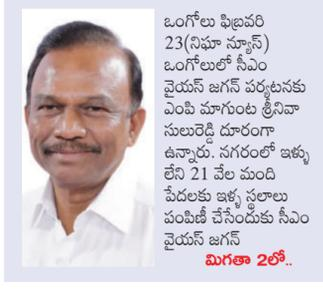 ఒంగోలు ఫిబ్రవరి
23(నిఘా న్యూస్)
ఒంగోలులో సీఎం
వైయస్ జగన్ పర్యటనకు
ఎంపి మాగుంట శ్రీనివా
సులురెడ్డి దూరంగా
ఉన్నారు. నగరంలో ఇళ్ళు
లేని 21 వేల మంది
పేదలకు ఇళ్ళ స్థలాలు
పంపిణీ చేసేందుకు సీఎం
వైయస్ జగన్
మిగతా 2లో..